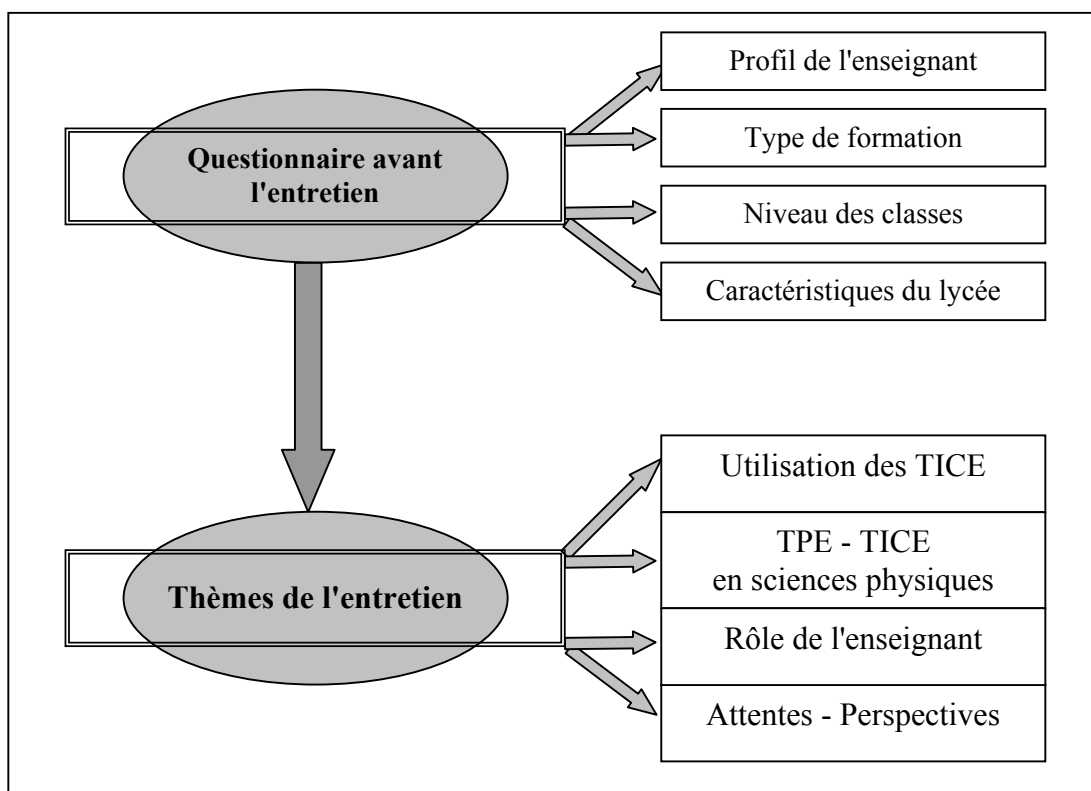 Questionnaire avant
l'entretien
Profil de l'enseignant
Type de formation
Niveau des classes
Caractéristiques du lycée
Thèmes de l'entretien
Utilisation des TICE
TPE - TICE
en sciences physiques
Rôle de l'enseignant
Attentes - Perspectives